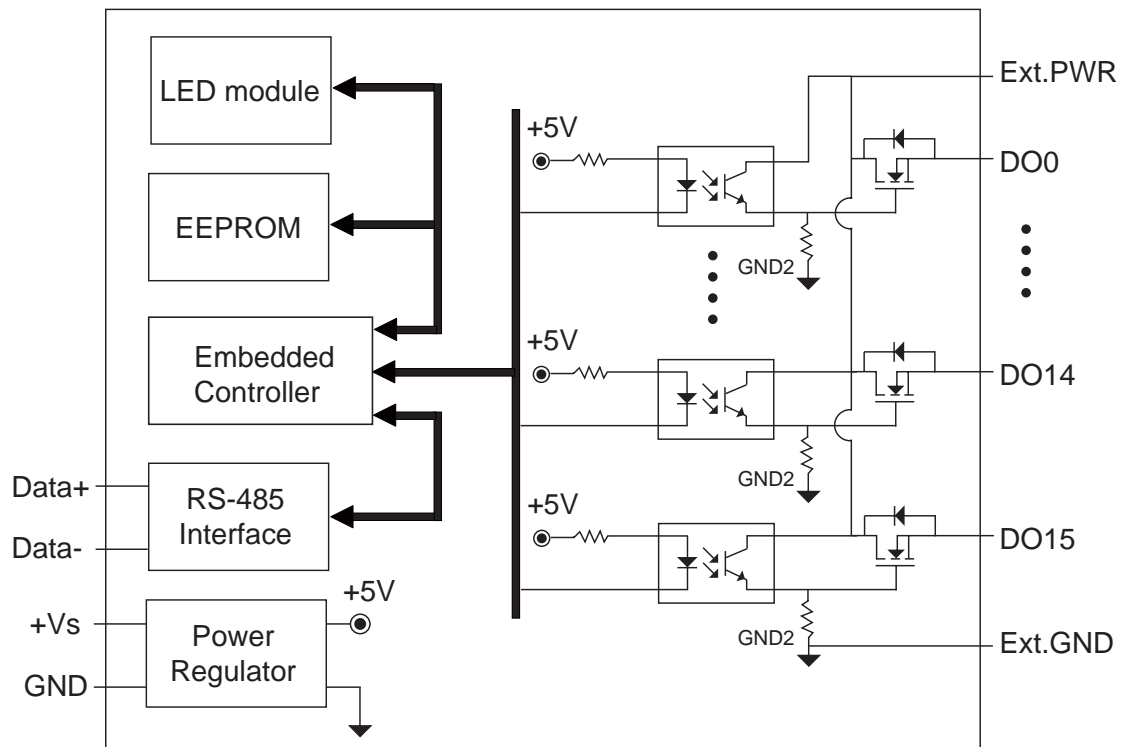 LED module
EEPROM
Embedded
Controller
RS-485
Interface
Power
Regulator
Data+
Data-
+Vs
GND
+5V
+5V
GND2
+5V
GND2
+5V
GND2
Ext.PWR
DO0
DO14
DO15
Ext.GND